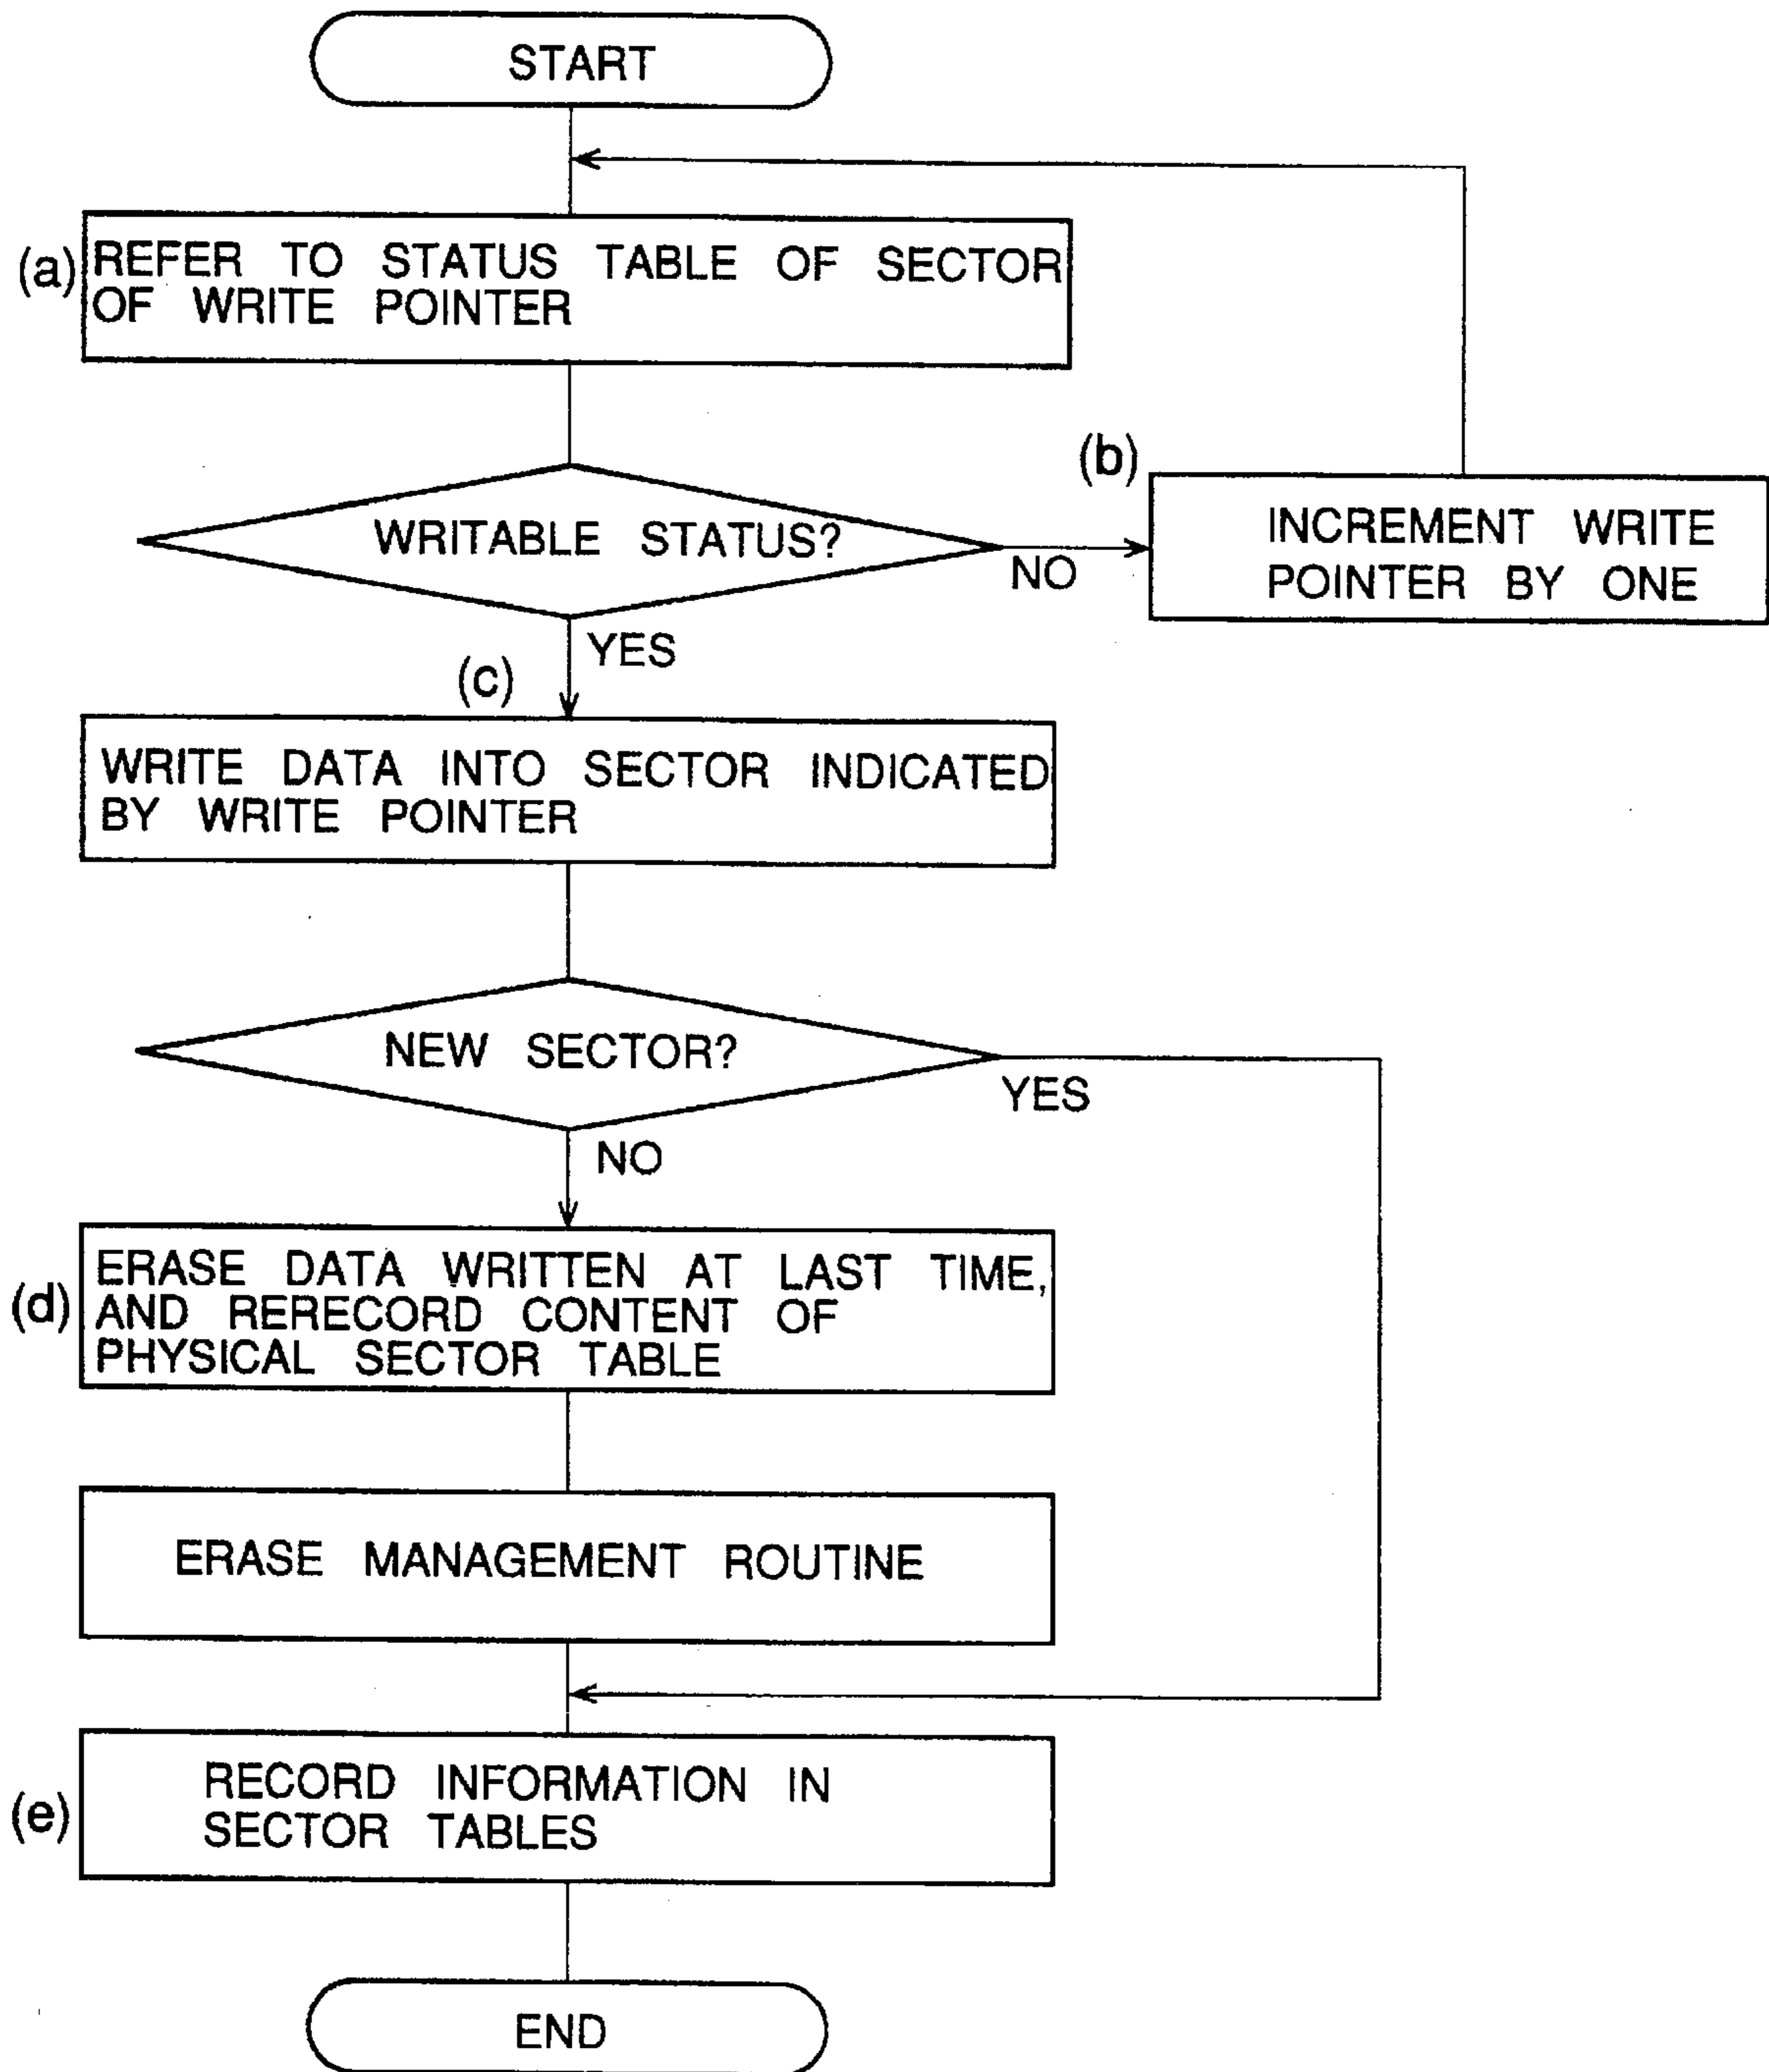 START
(a)
REFER TO STATUS TABLE OF SECTOR
OF WRITE POINTER
WRITABLE STATUS?
NO
(b)
INCREMENT WRITE
POINTER BY ONE
YES
(c)
WRITE DATA INTO SECTOR INDICATED
BY WRITE POINTER
NEW SECTOR?
YES
NO
(d)
ERASE DATA WRITTEN AT LAST TIME,
AND RERECORD CONTENT OF
PHYSICAL SECTOR TABLE
ERASE MANAGEMENT ROUTINE
(e)
RECORD INFORMATION IN
SECTOR TABLES
END